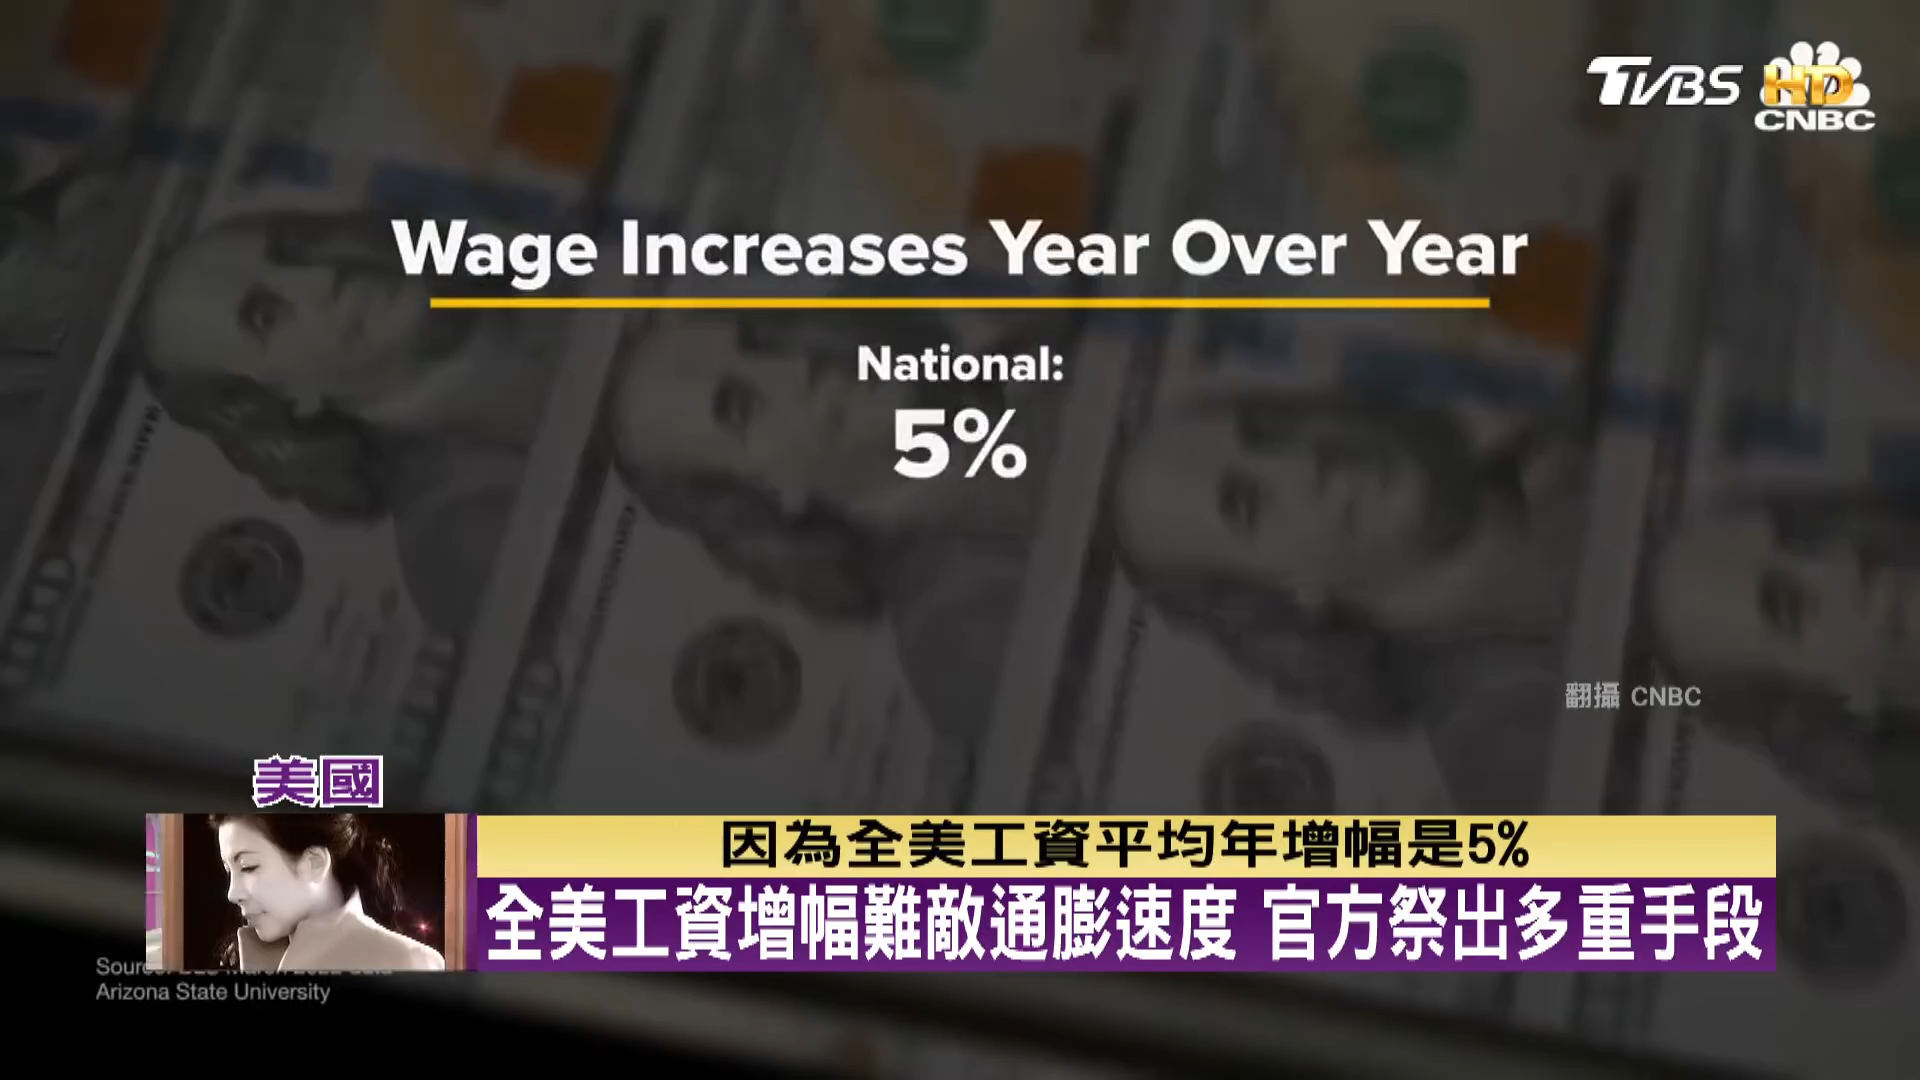 TVBS HD
CNBC
Wage Increases Year Over Year
National:
5%
翻攝 CNBC
美國
因為全美工資平均年增幅是5%
全美工資增幅難敵通膨速度 官方祭出多重手段
Arizona State University